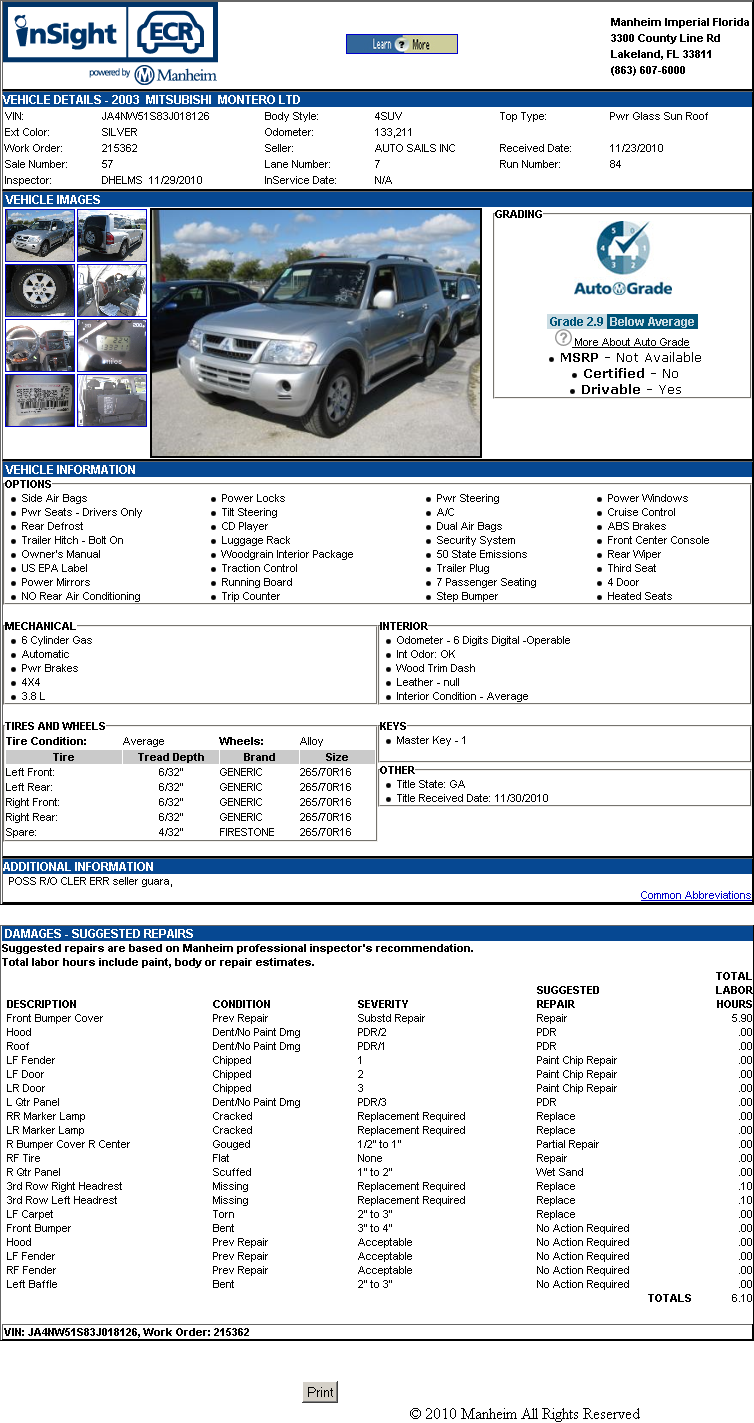 inSight ECR
powered by Manheim
Learn ? More
Manheim Imperial Florida
3300 County Line Rd
Lakeland, FL 33811
(863) 607-6000
VEHICLE DETAILS - 2003 MITSUBISHI MONTERO LTD
VIN: JA4NW51S83J018126 Body Style: 4SUV Top Type: Pwr Glass Sun Roof
Ext Color: SILVER Odometer: 133,211
Work Order: 215362 Seller: AUTO SAILS INC Received Date: 11/23/2010
Sale Number: 57 Lane Number: 7 Run Number: 84
Inspector: DHELMS 11/29/2010 InService Date: N/A
VEHICLE IMAGES
GRADING
5 0 1 4 3 2
AutoGrade
Grade 2.9 Below Average
? More About Auto Grade
• MSRP - Not Available
• Certified - No
• Drivable - Yes
VEHICLE INFORMATION
OPTIONS
• Side Air Bags • Power Locks • Pwr Steering • Power Windows
• Pwr Seats - Drivers Only • Tilt Steering • A/C • Cruise Control
• Rear Defrost • CD Player • Dual Air Bags • ABS Brakes
• Trailer Hitch - Bolt On • Luggage Rack • Security System • Front Center Console
• Owner's Manual • Woodgrain Interior Package • 50 State Emissions • Rear Wiper
• US EPA Label • Traction Control • Trailer Plug • Third Seat
• Power Mirrors • Running Board • 7 Passenger Seating • 4 Door
• NO Rear Air Conditioning • Trip Counter • Step Bumper • Heated Seats
MECHANICAL
• 6 Cylinder Gas
• Automatic
• Pwr Brakes
• 4X4
• 3.8 L
INTERIOR
• Odometer - 6 Digits Digital -Operable
• Int Odor: OK
• Wood Trim Dash
• Leather - null
• Interior Condition - Average
TIRES AND WHEELS
Tire Condition: Average Wheels: Alloy
Tire Tread Depth Brand Size
Left Front: 6/32" GENERIC 265/70R16
Left Rear: 6/32" GENERIC 265/70R16
Right Front: 6/32" GENERIC 265/70R16
Right Rear: 6/32" GENERIC 265/70R16
Spare: 4/32" FIRESTONE 265/70R16
KEYS
• Master Key - 1
OTHER
• Title State: GA
• Title Received Date: 11/30/2010
ADDITIONAL INFORMATION
POSS R/O CLER ERR seller guara,
Common Abbreviations
DAMAGES - SUGGESTED REPAIRS
Suggested repairs are based on Manheim professional inspector's recommendation.
Total labor hours include paint, body or repair estimates.
DESCRIPTION CONDITION SEVERITY SUGGESTED REPAIR TOTAL LABOR HOURS
Front Bumper Cover Prev Repair Substd Repair Repair 5.90
Hood Dent/No Paint Dmg PDR/2 PDR .00
Roof Dent/No Paint Dmg PDR/1 PDR .00
LF Fender Chipped 1 Paint Chip Repair .00
LF Door Chipped 2 Paint Chip Repair .00
LR Door Chipped 3 Paint Chip Repair .00
L Qtr Panel Dent/No Paint Dmg PDR/3 PDR .00
RR Marker Lamp Cracked Replacement Required Replace .00
LR Marker Lamp Cracked Replacement Required Replace .00
R Bumper Cover R Center Gouged 1/2" to 1" Partial Repair .00
RF Tire Flat None Repair .00
R Qtr Panel Scuffed 1" to 2" Wet Sand .00
3rd Row Right Headrest Missing Replacement Required Replace .10
3rd Row Left Headrest Missing Replacement Required Replace .10
LF Carpet Torn 2" to 3" Replace .00
Front Bumper Bent 3" to 4" No Action Required .00
Hood Prev Repair Acceptable No Action Required .00
LF Fender Prev Repair Acceptable No Action Required .00
RF Fender Prev Repair Acceptable No Action Required .00
Left Baffle Bent 2" to 3" No Action Required .00
TOTALS 6.10
VIN: JA4NW51S83J018126, Work Order: 215362
Print
© 2010 Manheim All Rights Reserved